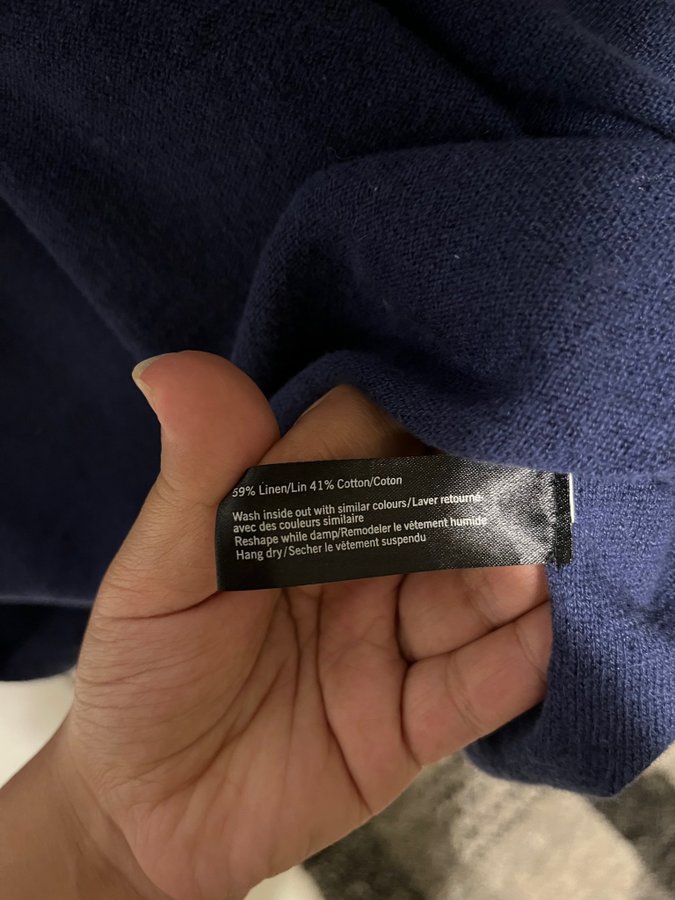 59% Linen/Lin 41% Cotton/Coton
Wash inside out with similar colours/Laver retourné
avec des couleurs similaire
Reshape while damp/Remodeler le vêtement humide
Hang dry/Secher le vêtement suspendu